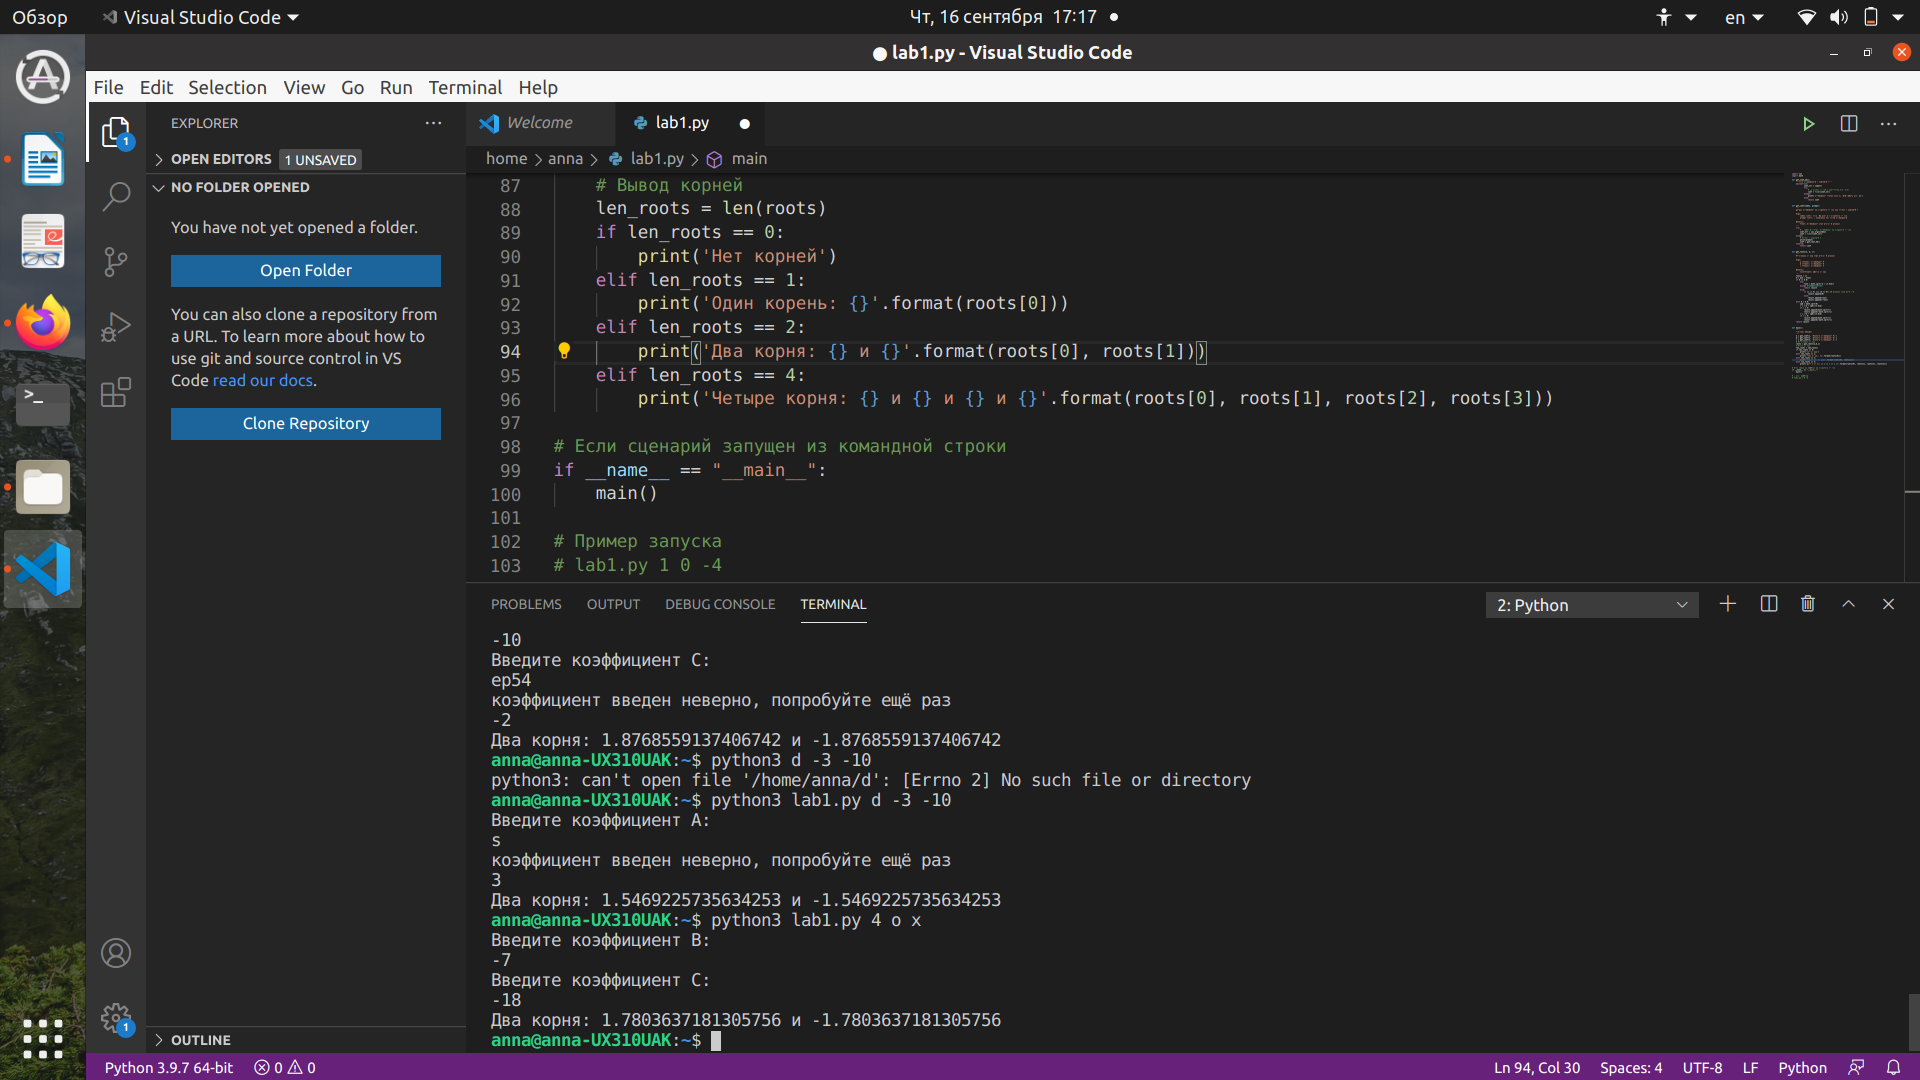 Обзор
Visual Studio Code
Чт, 16 сентября 17:17
en
lab1.py - Visual Studio Code
File Edit Selection View Go Run Terminal Help
EXPLORER
OPEN EDITORS 1 UNSAVED
NO FOLDER OPENED
You have not yet opened a folder.
Open Folder
You can also clone a repository from
a URL. To learn more about how to
use git and source control in VS
Code read our docs.
Clone Repository
OUTLINE
1
1
Welcome
lab1.py
home > anna > lab1.py > main
87 # Вывод корней
88 len_roots = len(roots)
89 if len_roots == 0:
90 print('Нет корней')
91 elif len_roots == 1:
92 print('Один корень: {}'.format(roots[0]))
93 elif len_roots == 2:
94 print('Два корня: {} и {}'.format(roots[0], roots[1]))
95 elif len_roots == 4:
96 print('Четыре корня: {} и {} и {} и {}'.format(roots[0], roots[1], roots[2], roots[3]))
97
98 # Если сценарий запущен из командной строки
99 if __name__ == "__main__":
100 main()
101
102 # Пример запуска
103 # lab1.py 1 0 -4
PROBLEMS OUTPUT DEBUG CONSOLE TERMINAL
2: Python
-10
Введите коэффициент C:
ер54
коэффициент введен неверно, попробуйте ещё раз
-2
Два корня: 1.8768559137406742 и -1.8768559137406742
anna@anna-UX310UAK:~$ python3 d -3 -10
python3: can't open file '/home/anna/d': [Errno 2] No such file or directory
anna@anna-UX310UAK:~$ python3 lab1.py d -3 -10
Введите коэффициент A:
s
коэффициент введен неверно, попробуйте ещё раз
3
Два корня: 1.5469225735634253 и -1.5469225735634253
anna@anna-UX310UAK:~$ python3 lab1.py 4 o x
Введите коэффициент B:
-7
Введите коэффициент C:
-18
Два корня: 1.7803637181305756 и -1.7803637181305756
anna@anna-UX310UAK:~$
Python 3.9.7 64-bit 0 0
Ln 94, Col 30 Spaces: 4 UTF-8 LF Python